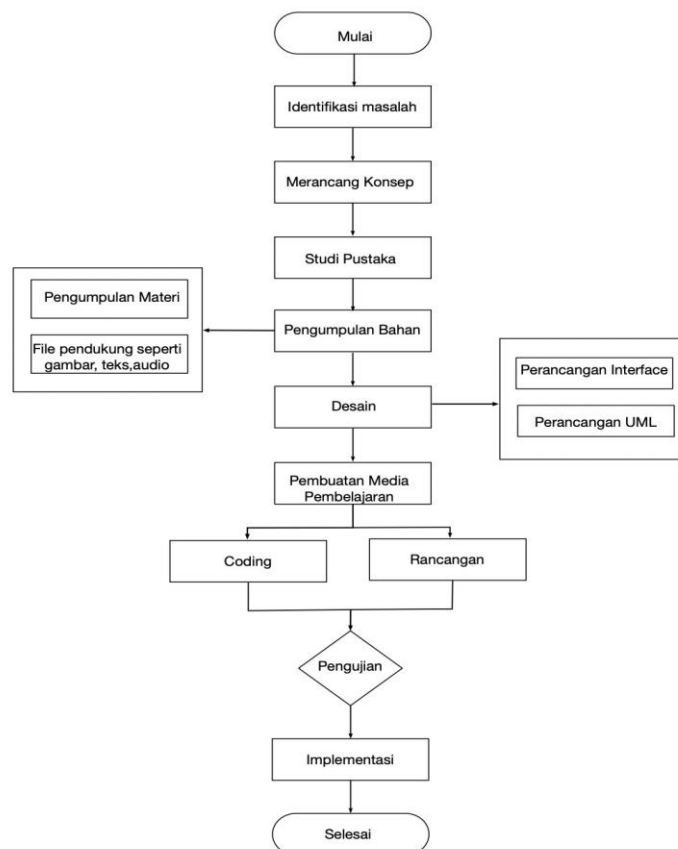 Mulai
Identifikasi masalah
Merancang Konsep
Studi Pustaka
Pengumpulan Materi
File pendukung seperti
gambar, teks,audio
Pengumpulan Bahan
Desain
Perancangan Interface
Perancangan UML
Pembuatan Media
Pembelajaran
Coding
Rancangan
Pengujian
Implementasi
Selesai